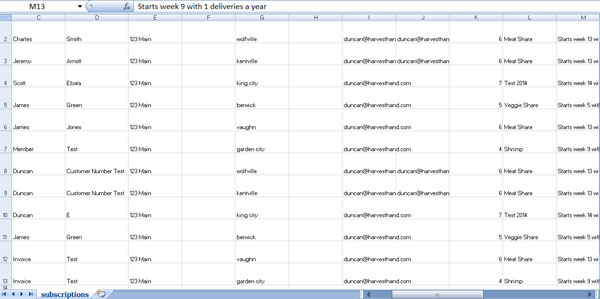 M13 fx Starts week 9 with 1 deliveries a year
C D E F G H I J K L M
2 Charles Smith 123 Main wolfville duncan@harvesthan duncan@harvesthan 6 Meat Share Starts week 13 wi
3 Jeremy Arnott 123 Main kentville duncan@harvesthan duncan@harvesthan 6 Meat Share Starts week 13 wi
4 Scott Ebata 123 Main king city duncan@harvesthand.com 7 Test 2014 Starts week 14 wi
5 James Green 123 Main berwick duncan@harvesthand.com 5 Veggie Share Starts week 5 wit
6 James Jones 123 Main vaughn duncan@harvesthand.com 6 Meat Share Starts week 13 wi
7 Member Test 123 Main garden city duncan@harvesthand.com 4 Shrimp Starts week 9 wit
8 Duncan Customer Number Test 123 Main wolfville duncan@harvesthan duncan@harvesthan 6 Meat Share Starts week 13 wi
9 Duncan Customer Number Test 123 Main kentville duncan@harvesthan duncan@harvesthan 6 Meat Share Starts week 13 wi
10 Duncan E 123 Main king city duncan@harvesthand.com 7 Test 2014 Starts week 14 wi
11 James Green 123 Main berwick duncan@harvesthand.com 5 Veggie Share Starts week 5 wit
12 Invoice Test 123 Main vaughn duncan@harvesthand.com 6 Meat Share Starts week 13 wi
13 Invoice Test 123 Main garden city duncan@harvesthand.com 4 Shrimp Starts week 9 wit
14
subscriptions